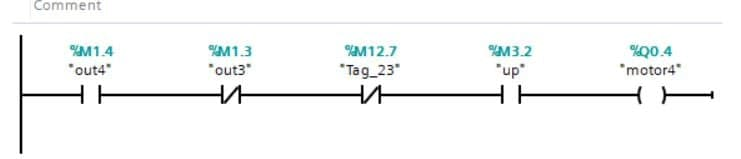 Comment
%M1.4 %M1.3 %M12.7 %M3.2 %Q0.4
"out4" "out3" "Tag_23" "up" "motor4"